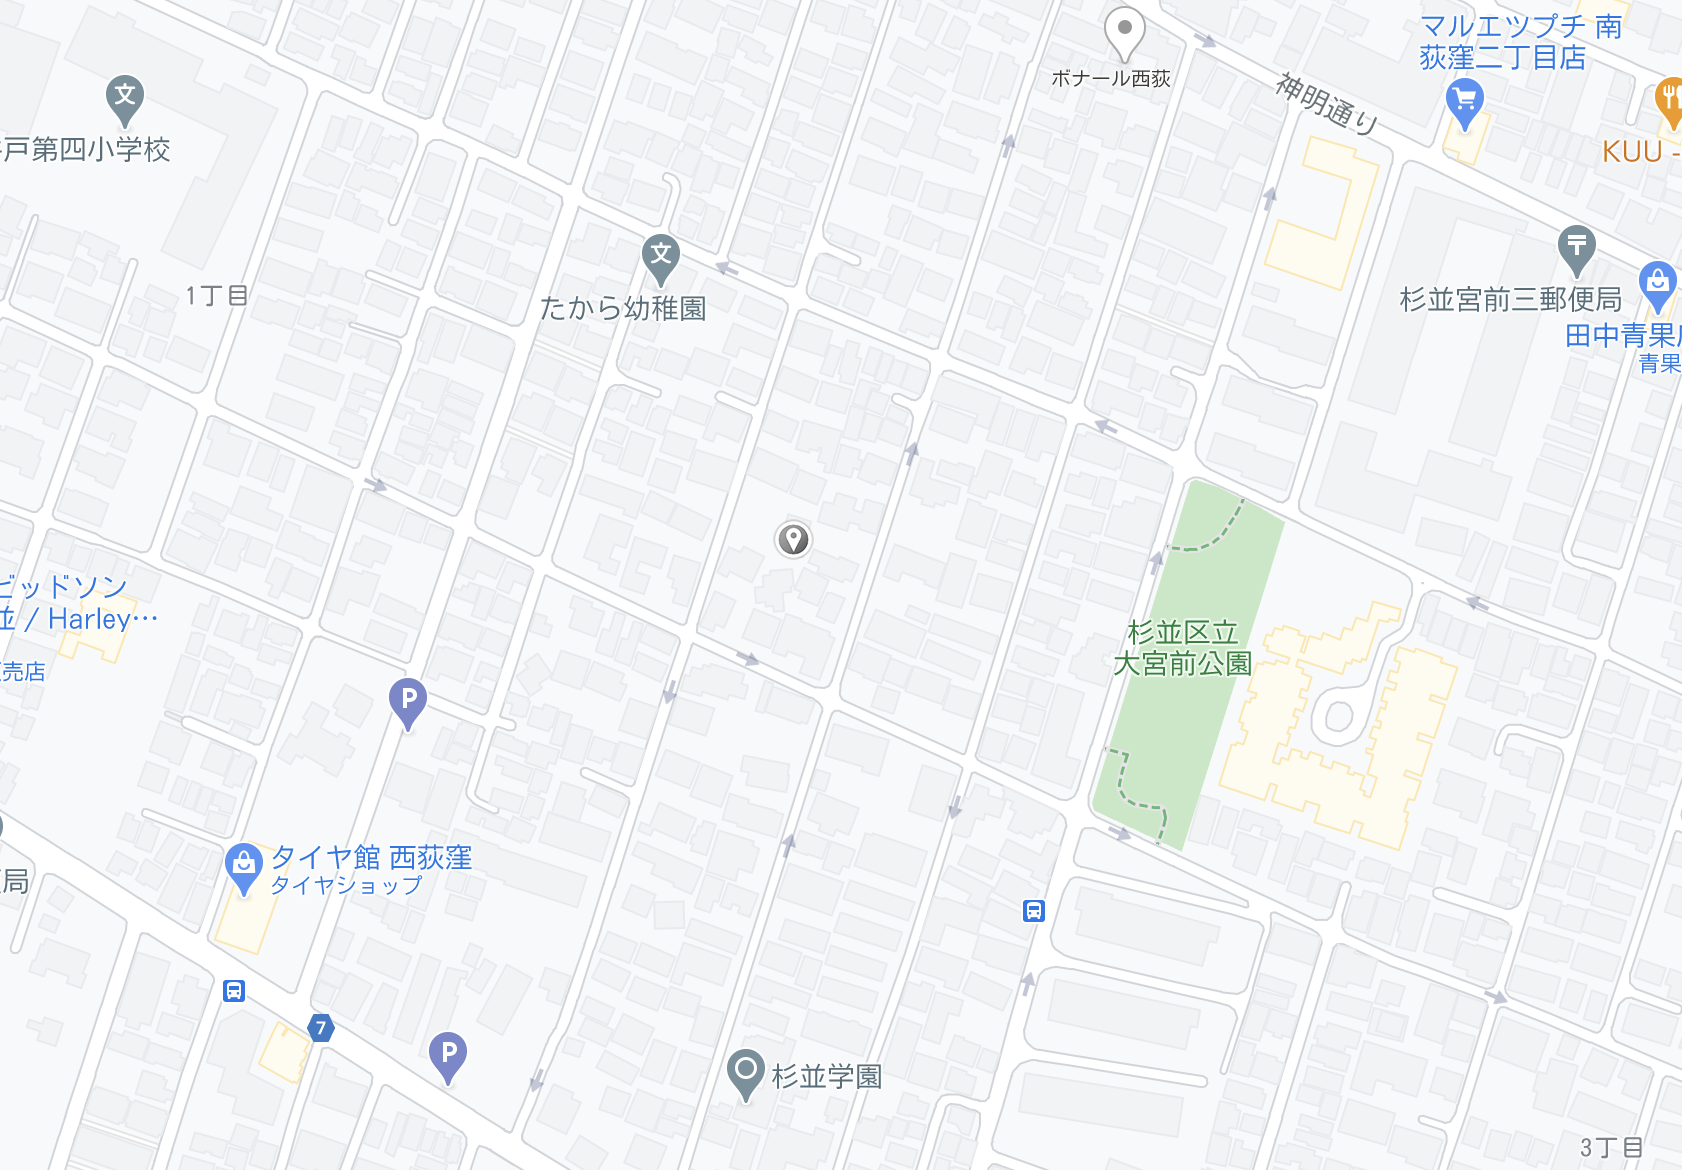 マルエツプチ 南
荻窪二丁目店
ボナール西荻
神明通り
文
戸第四小学校
KUU -
〒
杉並宮前三郵便局
1丁目
文
たから幼稚園
田中青果
青果
ビッドソン
並 / Harley…
売店
杉並区立
大宮前公園
P
タイヤ館 西荻窪
タイヤショップ
局
7
P
杉並学園
3丁目